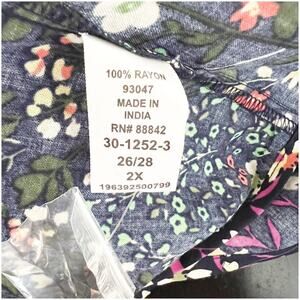 100% RAYON
93047
MADE IN
INDIA
RN# 88842
30-1252-3
26/28
2X
196392500799